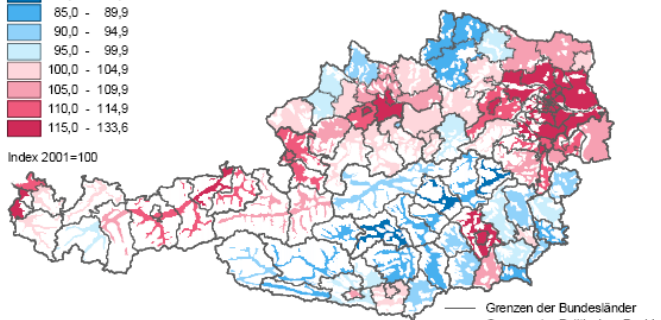 85,0 - 89,9
90,0 - 94,9
95,0 - 99,9
100,0 - 104,9
105,0 - 109,9
110,0 - 114,9
115,0 - 133,6
Index 2001=100
Grenzen der Bundesländer